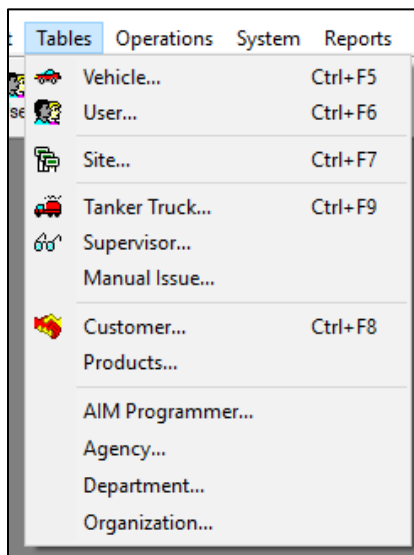 Tables Operations System Reports
Vehicle... Ctrl+F5
User... Ctrl+F6
Site... Ctrl+F7
Tanker Truck... Ctrl+F9
Supervisor...
Manual Issue...
Customer... Ctrl+F8
Products...
AIM Programmer...
Agency...
Department...
Organization...